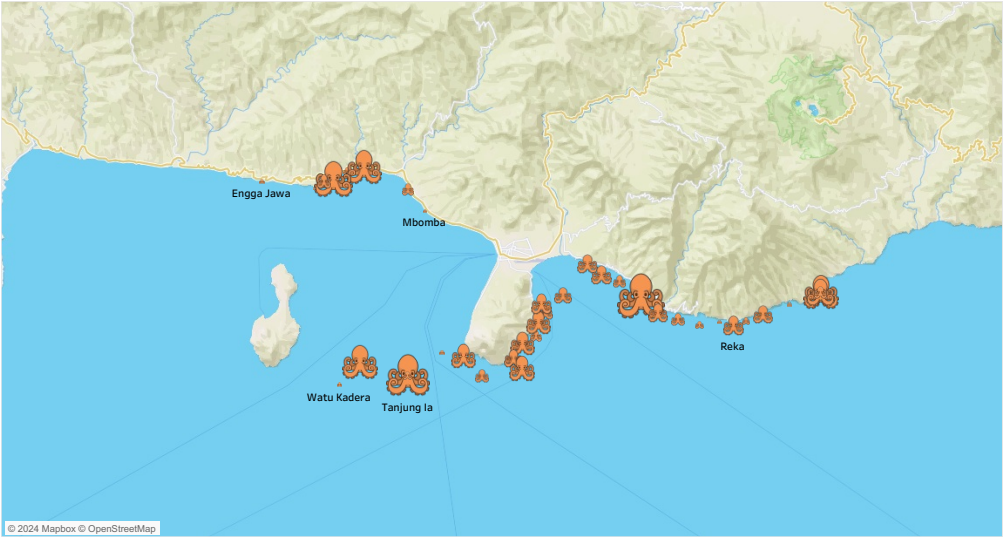 Engga Jawa
Mbomba
Reka
Watu Kadera
Tanjung Ia
© 2024 Mapbox © OpenStreetMap